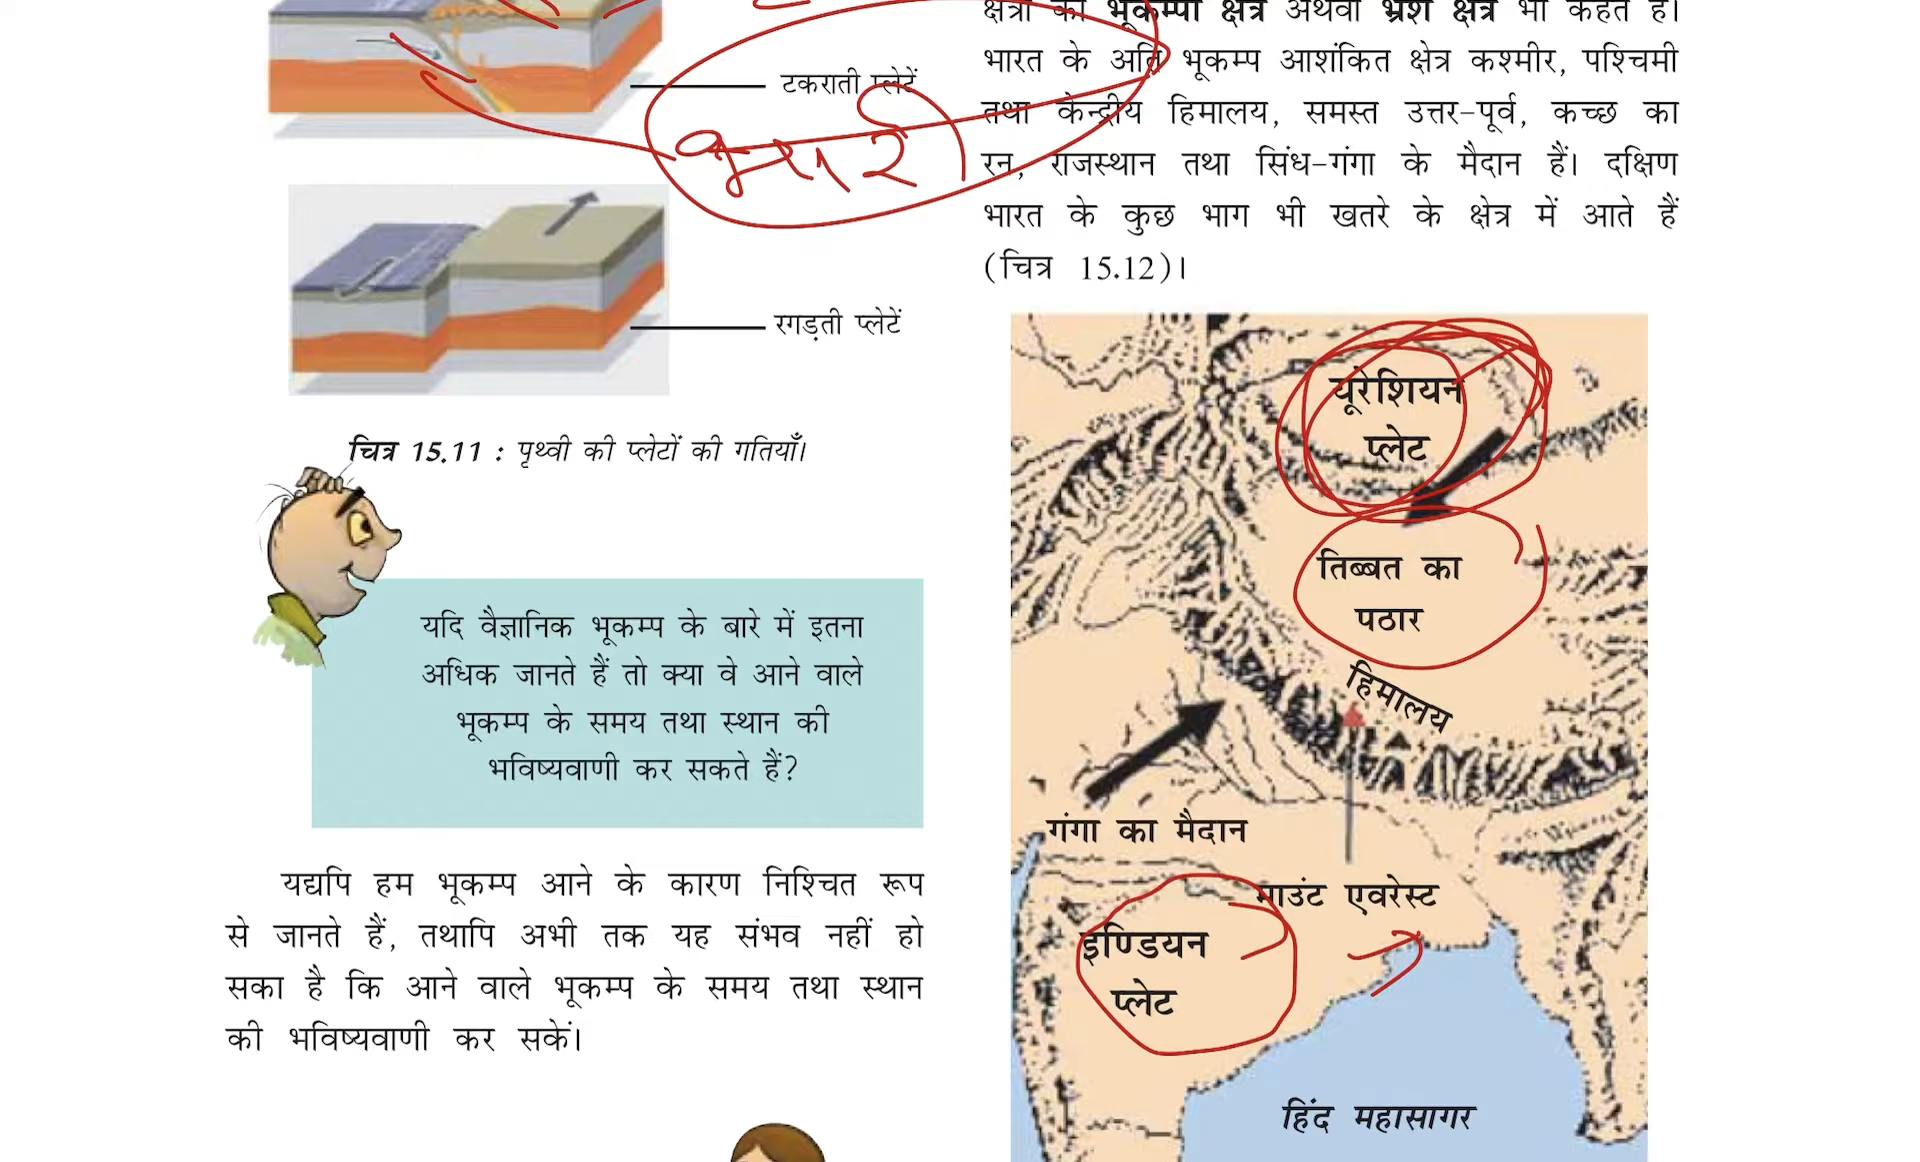 टकराती प्लेटें
भारी
रगड़ती प्लेटें
चित्र 15.11 : पृथ्वी की प्लेटों की गतियाँ।
यदि वैज्ञानिक भूकम्प के बारे में इतना
अधिक जानते हैं तो क्या वे आने वाले
भूकम्प के समय तथा स्थान की
भविष्यवाणी कर सकते हैं?
यद्यपि हम भूकम्प आने के कारण निश्चित रूप
से जानते हैं, तथापि अभी तक यह संभव नहीं हो
सका है कि आने वाले भूकम्प के समय तथा स्थान
की भविष्यवाणी कर सकें।
क्षेत्रों को भूकम्पी क्षेत्र अथवा भ्रंश क्षेत्र भी कहते हैं।
भारत के अति भूकम्प आशंकित क्षेत्र कश्मीर, पश्चिमी
तथा केन्द्रीय हिमालय, समस्त उत्तर-पूर्व, कच्छ का
रन, राजस्थान तथा सिंध-गंगा के मैदान हैं। दक्षिण
भारत के कुछ भाग भी खतरे के क्षेत्र में आते हैं
(चित्र 15.12)।
यूरेशियन
प्लेट
तिब्बत का
पठार
हिमालय
गंगा का मैदान
माउंट एवरेस्ट
इण्डियन
प्लेट
हिंद महासागर